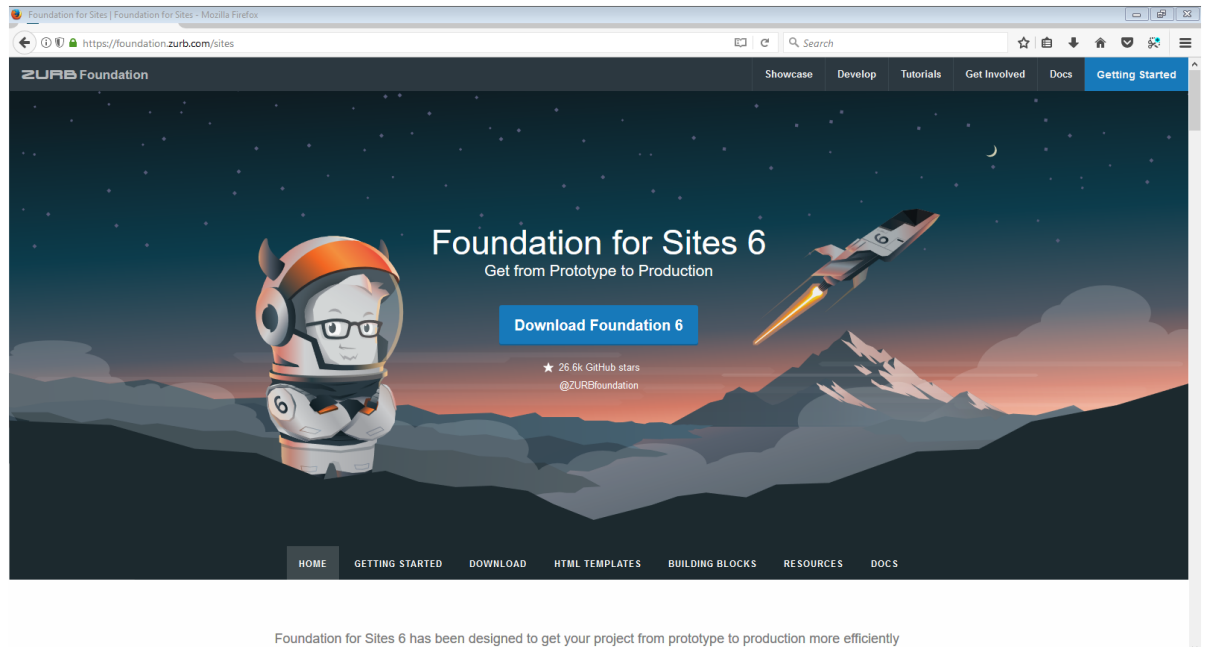 Foundation for Sites | Foundation for Sites - Mozilla Firefox
https://foundation.zurb.com/sites
Search
ZURB Foundation
Showcase Develop Tutorials Get Involved Docs Getting Started
Foundation for Sites 6
Get from Prototype to Production
Download Foundation 6
26.6k GitHub stars
@ZURBfoundation
6
6
HOME GETTING STARTED DOWNLOAD HTML TEMPLATES BUILDING BLOCKS RESOURCES DOCS
Foundation for Sites 6 has been designed to get your project from prototype to production more efficiently